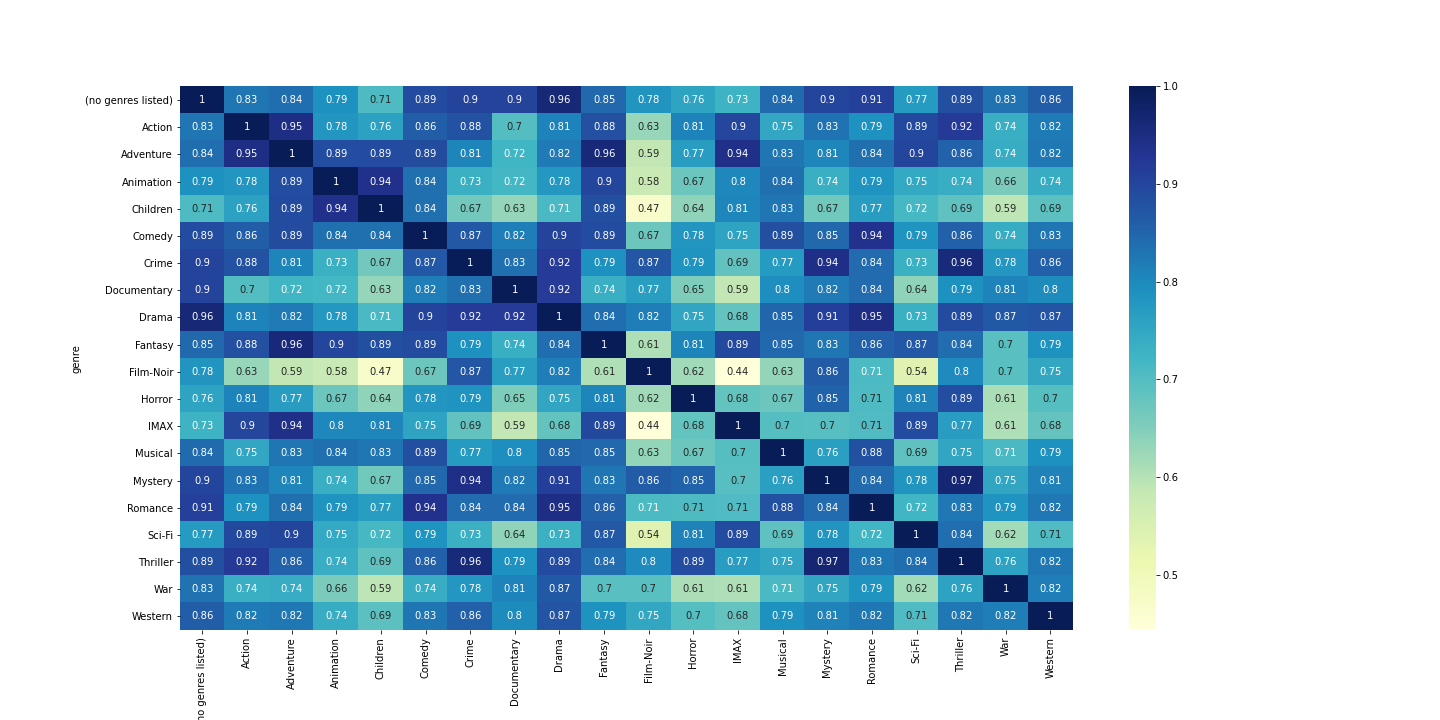 (no genres listed) 1 0.83 0.84 0.79 0.71 0.89 0.9 0.9 0.96 0.85 0.78 0.76 0.73 0.84 0.9 0.91 0.77 0.89 0.83 0.86
Action 0.83 1 0.95 0.78 0.76 0.86 0.88 0.7 0.81 0.88 0.63 0.81 0.9 0.75 0.83 0.79 0.89 0.92 0.74 0.82
Adventure 0.84 0.95 1 0.89 0.89 0.89 0.81 0.72 0.82 0.96 0.59 0.77 0.94 0.83 0.81 0.84 0.9 0.86 0.74 0.82
Animation 0.79 0.78 0.89 1 0.94 0.84 0.73 0.72 0.78 0.9 0.58 0.67 0.8 0.84 0.74 0.79 0.75 0.74 0.66 0.74
Children 0.71 0.76 0.89 0.94 1 0.84 0.67 0.63 0.71 0.89 0.47 0.64 0.81 0.83 0.67 0.77 0.72 0.69 0.59 0.69
Comedy 0.89 0.86 0.89 0.84 0.84 1 0.87 0.82 0.9 0.89 0.67 0.78 0.75 0.89 0.85 0.94 0.79 0.86 0.74 0.83
Crime 0.9 0.88 0.81 0.73 0.67 0.87 1 0.83 0.92 0.79 0.87 0.79 0.69 0.77 0.94 0.84 0.73 0.96 0.78 0.86
Documentary 0.9 0.7 0.72 0.72 0.63 0.82 0.83 1 0.92 0.74 0.77 0.65 0.59 0.8 0.82 0.84 0.64 0.79 0.81 0.8
Drama 0.96 0.81 0.82 0.78 0.71 0.9 0.92 0.92 1 0.84 0.82 0.75 0.68 0.85 0.91 0.95 0.73 0.89 0.87 0.87
Fantasy 0.85 0.88 0.96 0.9 0.89 0.89 0.79 0.74 0.84 1 0.61 0.81 0.89 0.85 0.83 0.86 0.87 0.84 0.7 0.79
genre
Film-Noir 0.78 0.63 0.59 0.58 0.47 0.67 0.87 0.77 0.82 0.61 1 0.62 0.44 0.63 0.86 0.71 0.54 0.8 0.7 0.75
Horror 0.76 0.81 0.77 0.67 0.64 0.78 0.79 0.65 0.75 0.81 0.62 1 0.68 0.67 0.85 0.71 0.81 0.89 0.61 0.7
IMAX 0.73 0.9 0.94 0.8 0.81 0.75 0.69 0.59 0.68 0.89 0.44 0.68 1 0.7 0.7 0.71 0.89 0.77 0.61 0.68
Musical 0.84 0.75 0.83 0.84 0.83 0.89 0.77 0.8 0.85 0.85 0.63 0.67 0.7 1 0.76 0.88 0.69 0.75 0.71 0.79
Mystery 0.9 0.83 0.81 0.74 0.67 0.85 0.94 0.82 0.91 0.83 0.86 0.85 0.7 0.76 1 0.84 0.78 0.97 0.75 0.81
Romance 0.91 0.79 0.84 0.79 0.77 0.94 0.84 0.84 0.95 0.86 0.71 0.71 0.71 0.88 0.84 1 0.72 0.83 0.79 0.82
Sci-Fi 0.77 0.89 0.9 0.75 0.72 0.79 0.73 0.64 0.73 0.87 0.54 0.81 0.89 0.69 0.78 0.72 1 0.84 0.62 0.71
Thriller 0.89 0.92 0.86 0.74 0.69 0.86 0.96 0.79 0.89 0.84 0.8 0.89 0.77 0.75 0.97 0.83 0.84 1 0.76 0.82
War 0.83 0.74 0.74 0.66 0.59 0.74 0.78 0.81 0.87 0.7 0.7 0.61 0.61 0.71 0.75 0.79 0.62 0.76 1 0.82
Western 0.86 0.82 0.82 0.74 0.69 0.83 0.86 0.8 0.87 0.79 0.75 0.7 0.68 0.79 0.81 0.82 0.71 0.82 0.82 1
no genres listed)
Action
Adventure
Animation
Children
Comedy
Crime
Documentary
Drama
Fantasy
Film-Noir
Horror
IMAX
Musical
Mystery
Romance
Sci-Fi
Thriller
War
Western
1.0
0.9
0.8
0.7
0.6
0.5